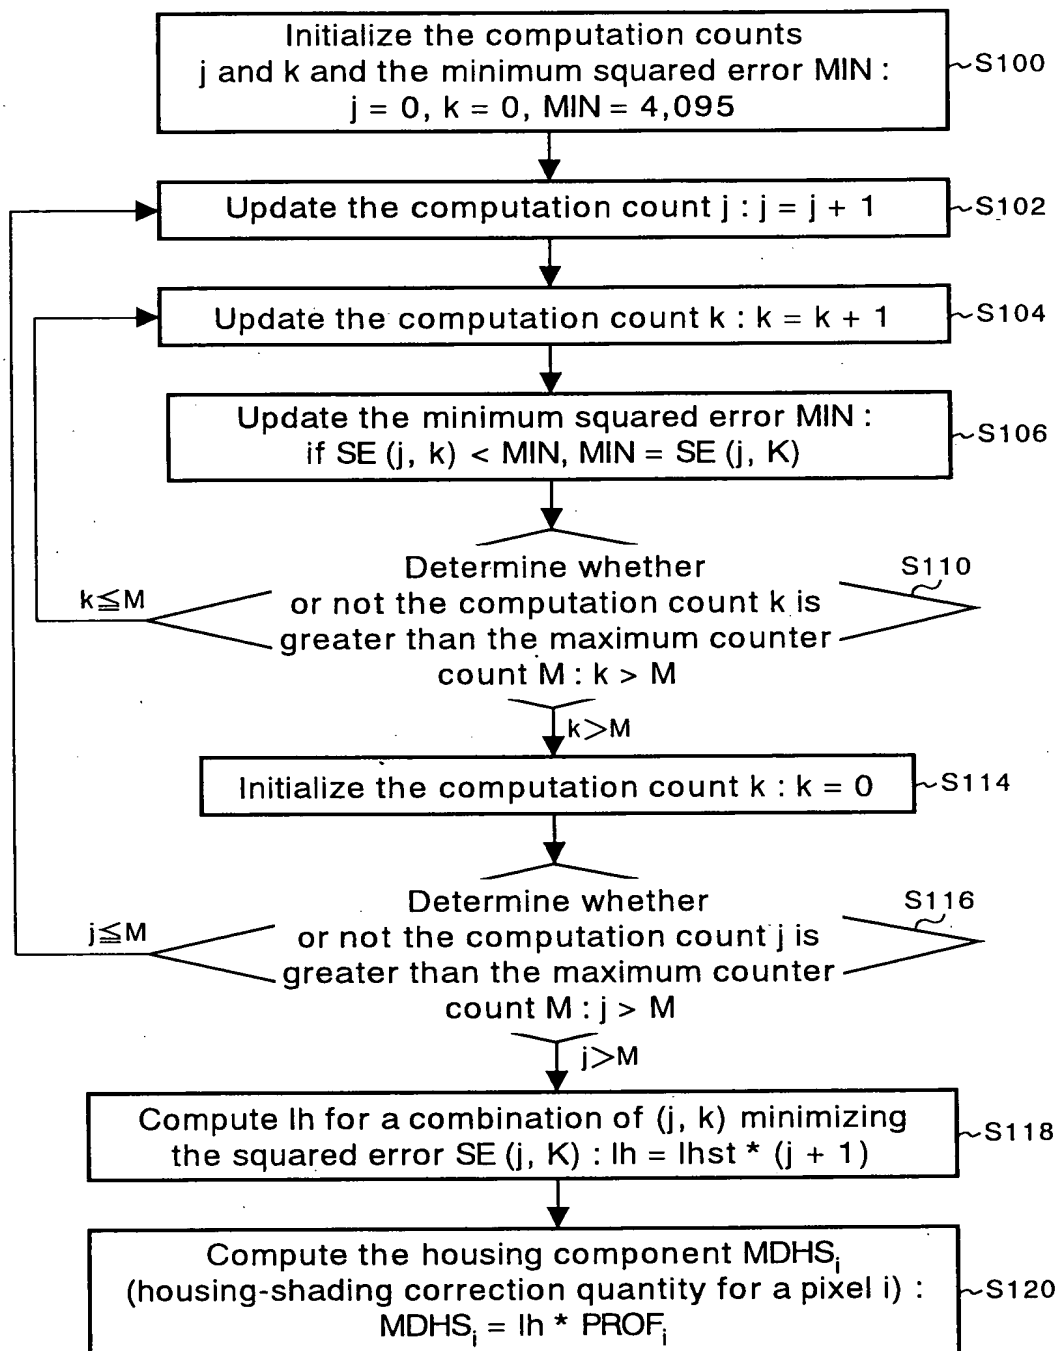 Initialize the computation counts
j and k and the minimum squared error MIN :
j = 0, k = 0, MIN = 4,095
S100
Update the computation count j : j = j + 1
S102
Update the computation count k : k = k + 1
S104
Update the minimum squared error MIN :
if SE (j, k) < MIN, MIN = SE (j, K)
S106
Determine whether
or not the computation count k is
greater than the maximum counter
count M : k > M
S110
k≦M
k>M
Initialize the computation count k : k = 0
S114
Determine whether
or not the computation count j is
greater than the maximum counter
count M : j > M
S116
j≦M
j>M
Compute lh for a combination of (j, k) minimizing
the squared error SE (j, K) : lh = lhst * (j + 1)
S118
Compute the housing component MDHSi
(housing-shading correction quantity for a pixel i) :
MDHSi = lh * PROFi
S120